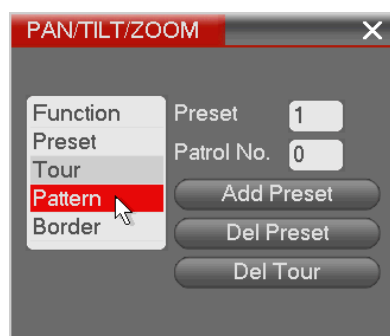 PAN/TILT/ZOOM
Function
Preset
Tour
Pattern
Border
Preset 1
Patrol No. 0
Add Preset
Del Preset
Del Tour